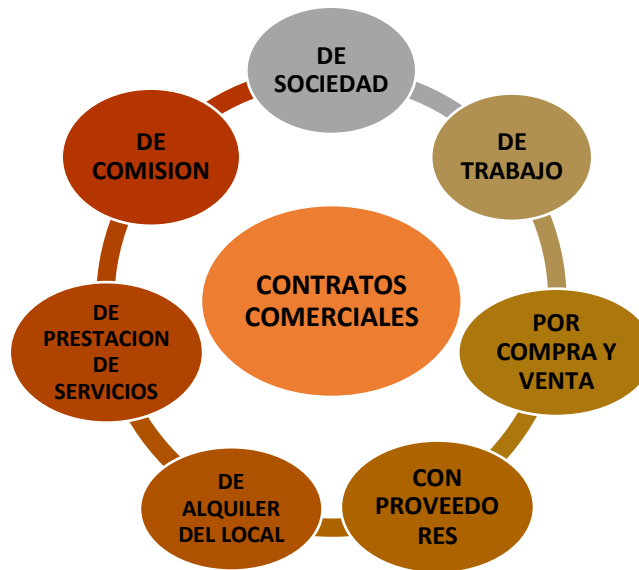 DE
SOCIEDAD
DE
TRABAJO
POR
COMPRA Y
VENTA
CON
PROVEEDO
RES
DE
ALQUILER
DEL LOCAL
DE
PRESTACION
DE
SERVICIOS
DE
COMISION
CONTRATOS
COMERCIALES